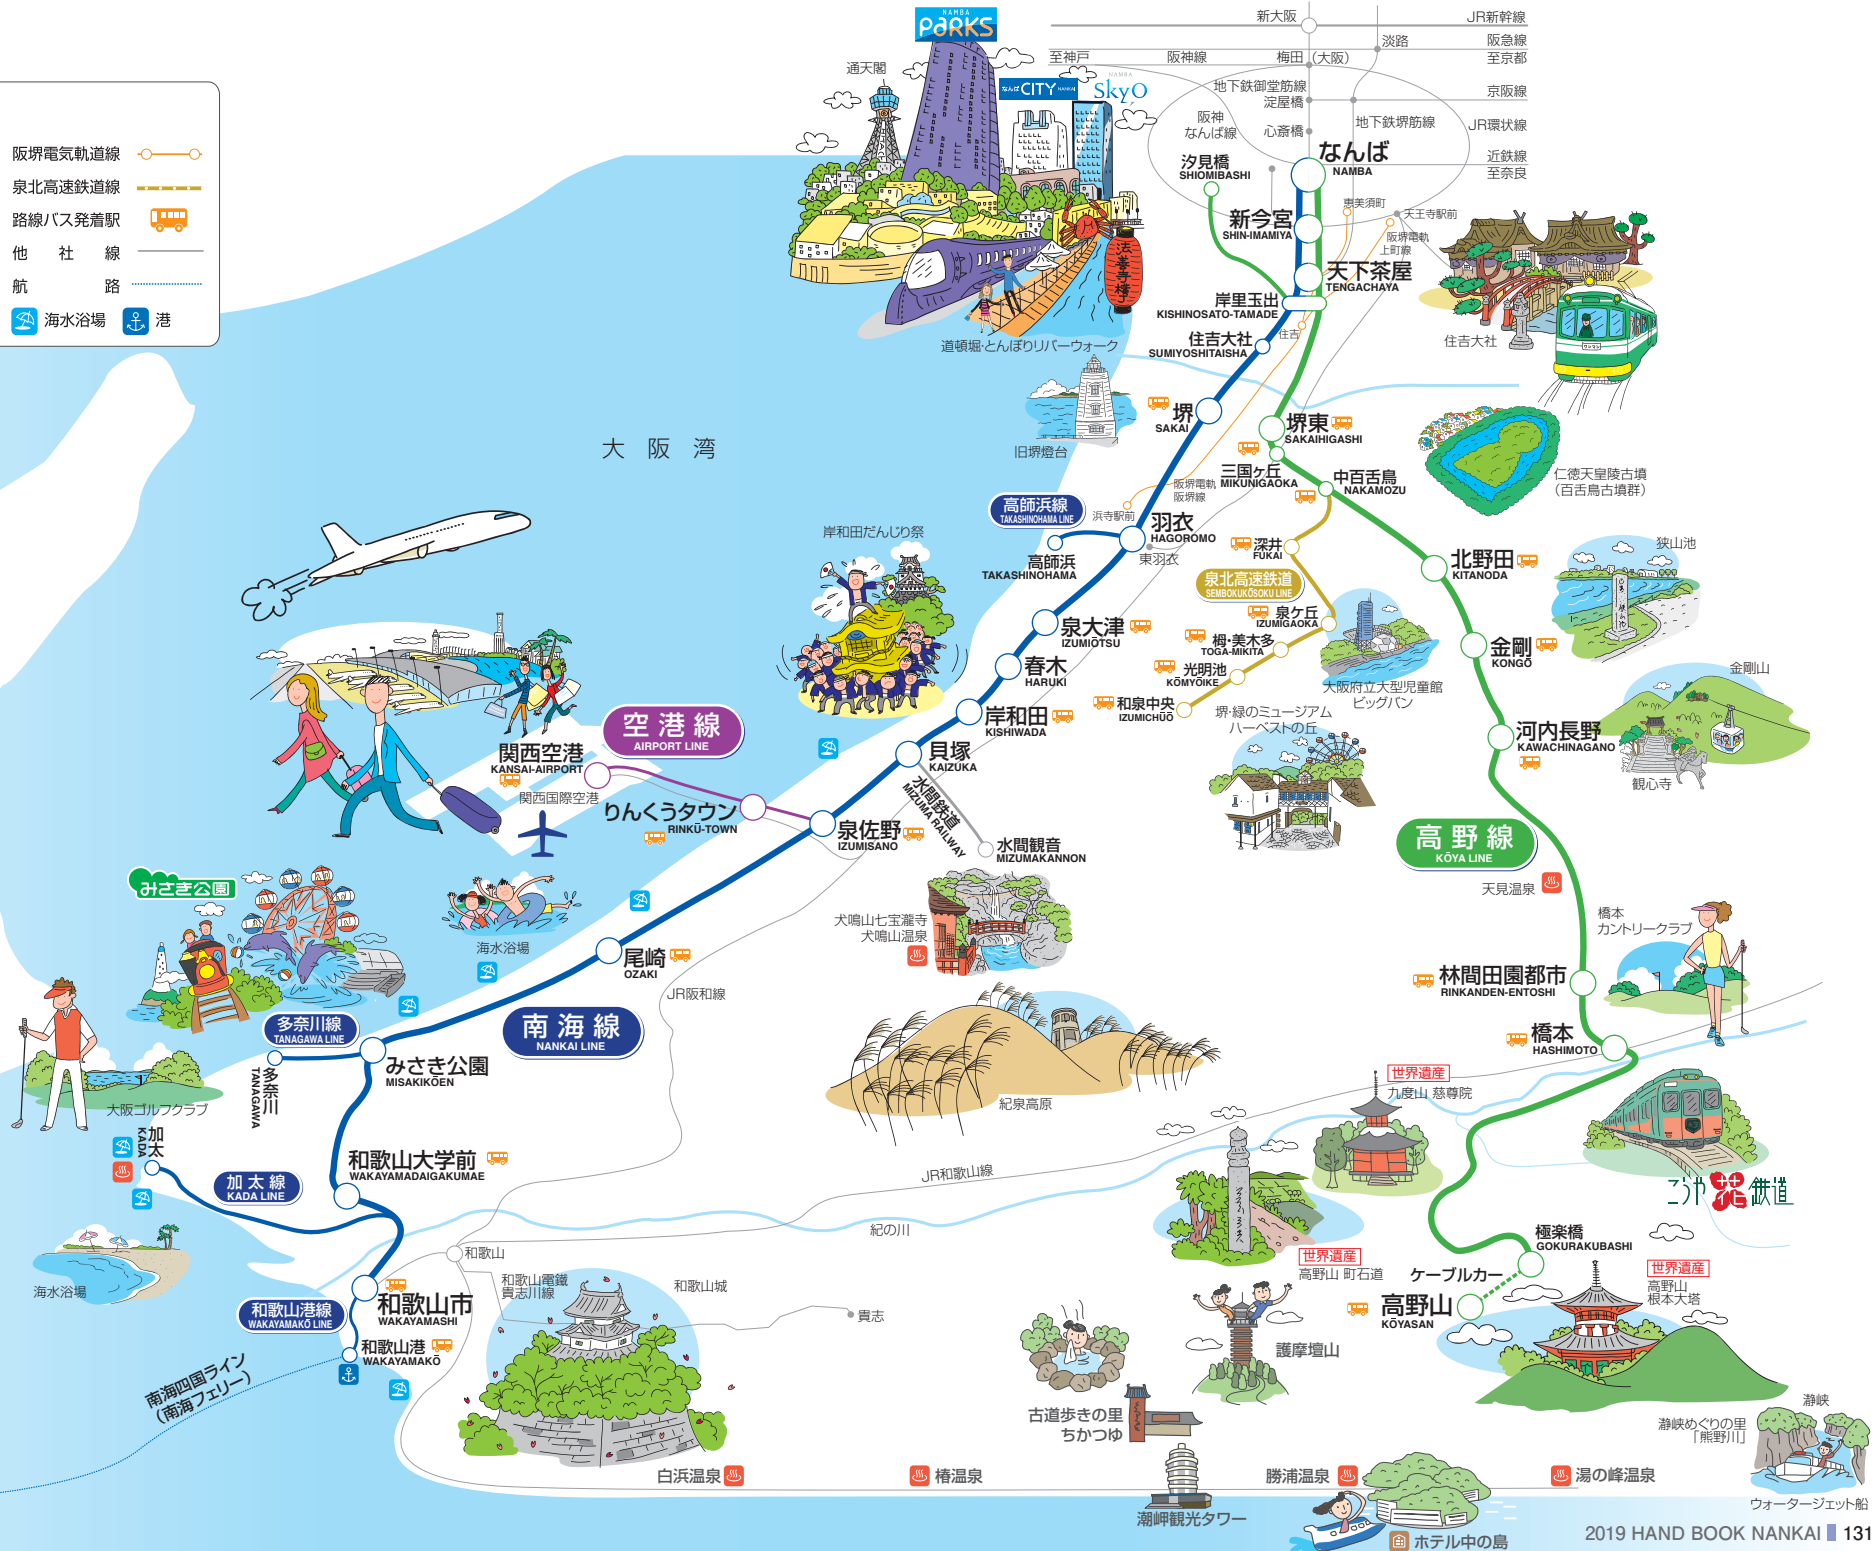 NAMBA
PARKS
なんばCITY NANKAI
NAMBA
SkyO
通天閣
新大阪
JR新幹線
淡路
阪急線
至神戸
阪神線
梅田
(大阪)
至京都
地下鉄御堂筋線
淀屋橋
京阪線
阪神
なんば線
心斎橋
地下鉄堺筋線
JR環状線
阪堺電気軌道線
泉北高速鉄道線
路線バス発着駅
他社線
航路
海水浴場
港
汐見橋
SHIOMIBASHI
なんば
NAMBA
近鉄線
至奈良
新今宮
SHIN-IMAMIYA
恵美須町
天王寺駅前
阪堺電軌
上町線
天下茶屋
TENGACHAYA
岸里玉出
KISHINOSATO-TAMADE
法善寺横丁
道頓堀・とんぼりリバーウォーク
住吉大社
SUMIYOSHITAISHA
住吉
住吉大社
ワンマン
旧堺燈台
堺
SAKAI
堺東
SAKAIHIGASHI
大阪湾
三国ヶ丘
MIKUNIGAOKA
中百舌鳥
NAKAMOZU
仁徳天皇陵古墳
(百舌鳥古墳群)
阪堺電軌
阪堺線
浜寺駅前
高師浜線
TAKASHINOHAMA LINE
羽衣
HAGOROMO
東羽衣
高師浜
TAKASHINOHAMA
岸和田だんじり祭
深井
FUKAI
北野田
KITANODA
狭山池
泉北高速鉄道
SEMBOKUKŌSOKU LINE
泉ケ丘
IZUMIGAOKA
栂・美木多
TOGA-MIKITA
光明池
KŌMYŌIKE
和泉中央
IZUMICHŪŌ
大阪府立大型児童館
ビッグバン
堺・緑のミュージアム
ハーベストの丘
泉大津
IZUMIŌTSU
春木
HARUKI
岸和田
KISHIWADA
貝塚
KAIZUKA
水間鉄道
MIZUMA RAILWAY
水間観音
MIZUMAKANNON
金剛
KONGŌ
金剛山
河内長野
KAWACHINAGANO
観心寺
空港線
AIRPORT LINE
関西空港
KANSAI-AIRPORT
関西国際空港
りんくうタウン
RINKŪ-TOWN
泉佐野
IZUMISANO
高野線
KŌYA LINE
天見温泉
みさき公園
海水浴場
犬鳴山七宝瀧寺
犬鳴山温泉
橋本
カントリークラブ
尾崎
OZAKI
JR阪和線
林間田園都市
RINKANDEN-ENTOSHI
南海線
NANKAI LINE
多奈川線
TANAGAWA LINE
みさき公園
MISAKIKŌEN
多奈川
TANAGAWA
大阪ゴルフクラブ
紀泉高原
橋本
HASHIMOTO
世界遺産
九度山 慈尊院
加太
KADA
加太線
KADA LINE
和歌山大学前
WAKAYAMADAIGAKUMAE
JR和歌山線
こうや花鉄道
紀の川
世界遺産
高野山 町石道
極楽橋
GOKURAKUBASHI
ケーブルカー
高野山
KŌYASAN
世界遺産
高野山
根本大塔
海水浴場
和歌山
和歌山電鐵
貴志川線
和歌山城
貴志
和歌山港線
WAKAYAMAKŌ LINE
和歌山市
WAKAYAMASHI
和歌山港
WAKAYAMAKŌ
南海四国ライン
(南海フェリー)
護摩壇山
古道歩きの里
ちかつゆ
瀞峡
瀞峡めぐりの里
「熊野川」
白浜温泉
椿温泉
勝浦温泉
湯の峰温泉
潮岬観光タワー
ウォータージェット船
ホテル中の島
2019 HAND BOOK NANKAI 131